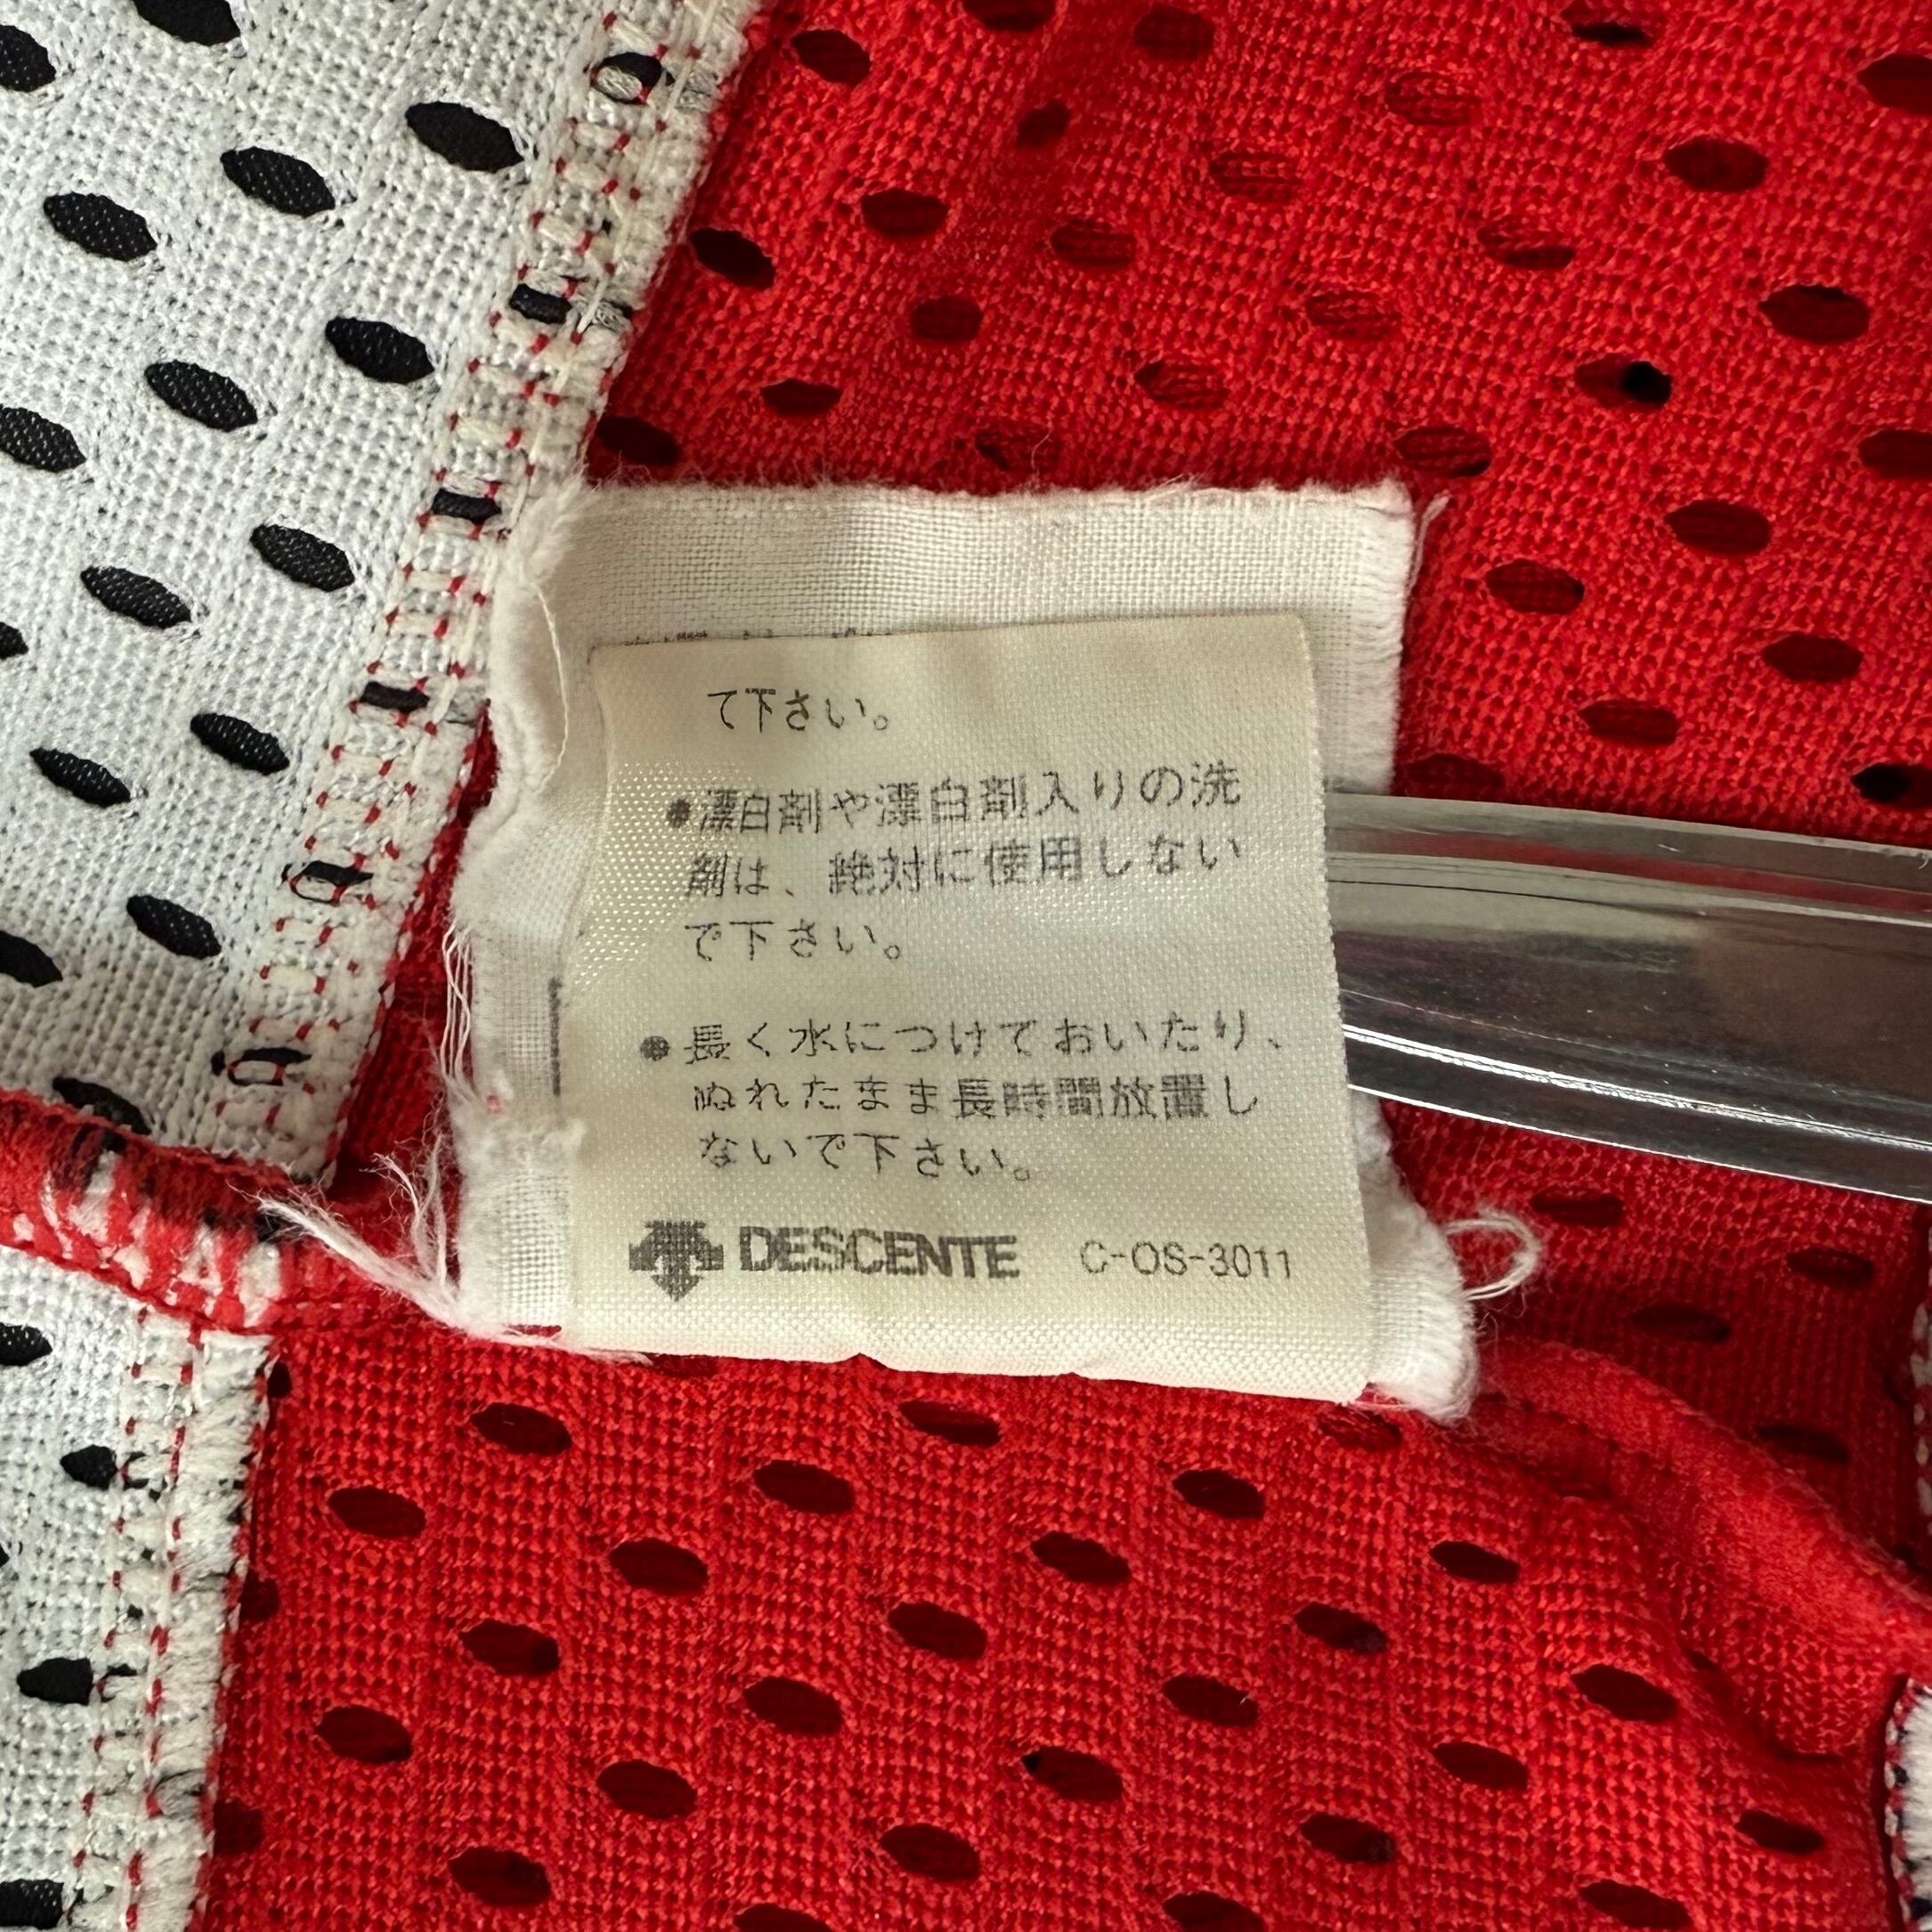 て下さい。
●漂白剤や漂白剤入りの洗
剤は、絶対に使用しない
で下さい。
●長く水につけておいたり、
ぬれたまま長時間放置し
ないで下さい。
DESCENTE C-OS-3011